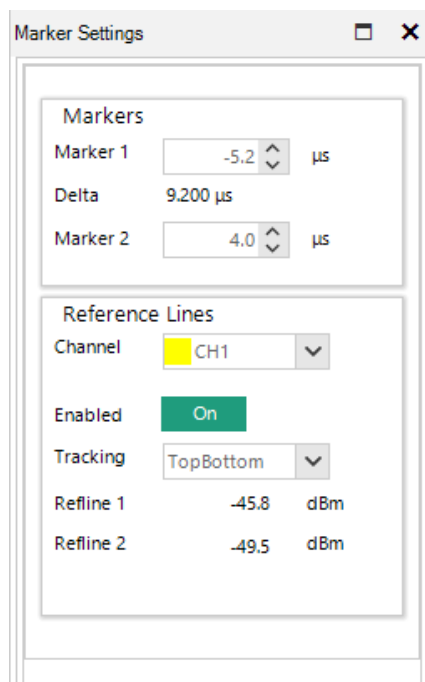 Marker Settings
Markers
Marker 1 -5.2 µs
Delta 9.200 µs
Marker 2 4.0 µs
Reference Lines
Channel CH1
Enabled On
Tracking TopBottom
Refline 1 -45.8 dBm
Refline 2 -49.5 dBm